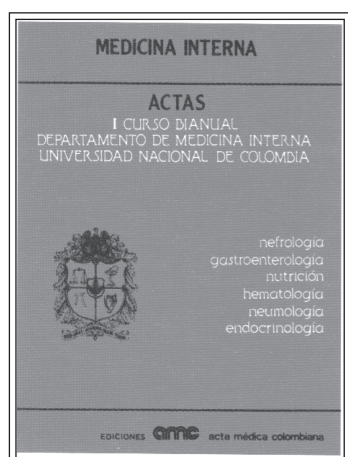 MEDICINA INTERNA
ACTAS
I CURSO BIANUAL
DEPARTAMENTO DE MEDICINA INTERNA
UNIVERSIDAD NACIONAL DE COLOMBIA
nefrología
gastroenterología
nutrición
hematología
neumología
endocrinología
EDICIONES amc acta médica colombiana